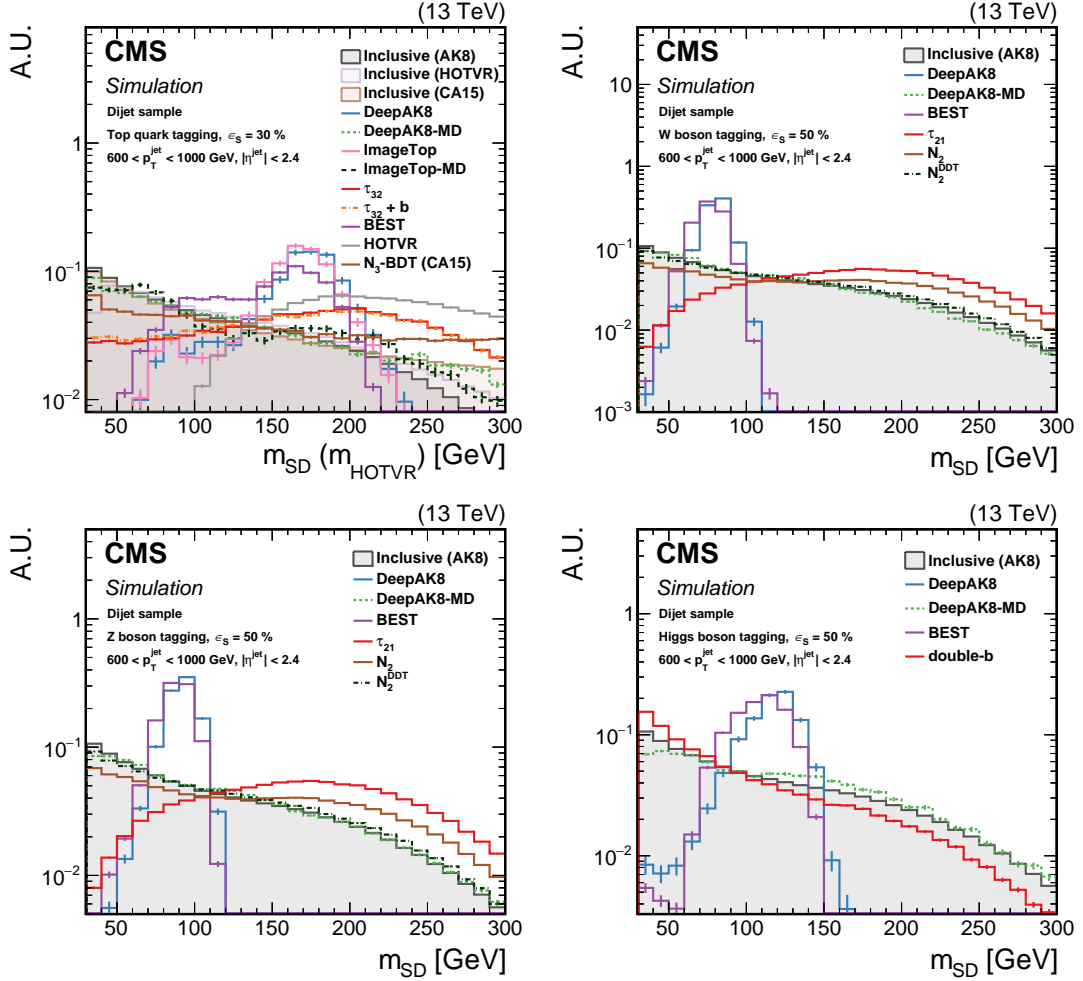 (13 TeV)
A.U.
CMS
Simulation
Dijet sample
Top quark tagging, ϵ_S = 30 %
600 < p_T^jet < 1000 GeV, |η^jet| < 2.4
Inclusive (AK8)
Inclusive (HOTVR)
Inclusive (CA15)
DeepAK8
DeepAK8-MD
ImageTop
ImageTop-MD
τ_32
τ_32 + b
BEST
HOTVR
N_3-BDT (CA15)
1
10^−1
10^−2
50 100 150 200 250 300
m_SD (m_HOTVR) [GeV]
(13 TeV)
A.U.
CMS
Simulation
Dijet sample
W boson tagging, ϵ_S = 50 %
600 < p_T^jet < 1000 GeV, |η^jet| < 2.4
Inclusive (AK8)
DeepAK8
DeepAK8-MD
BEST
τ_21
N_2
N_2^DDT
10
1
10^−1
10^−2
10^−3
50 100 150 200 250 300
m_SD [GeV]
(13 TeV)
A.U.
CMS
Simulation
Dijet sample
Z boson tagging, ϵ_S = 50 %
600 < p_T^jet < 1000 GeV, |η^jet| < 2.4
Inclusive (AK8)
DeepAK8
DeepAK8-MD
BEST
τ_21
N_2
N_2^DDT
1
10^−1
10^−2
50 100 150 200 250 300
m_SD [GeV]
(13 TeV)
A.U.
CMS
Simulation
Dijet sample
Higgs boson tagging, ϵ_S = 50 %
600 < p_T^jet < 1000 GeV, |η^jet| < 2.4
Inclusive (AK8)
DeepAK8
DeepAK8-MD
BEST
double-b
1
10^−1
10^−2
50 100 150 200 250 300
m_SD [GeV]